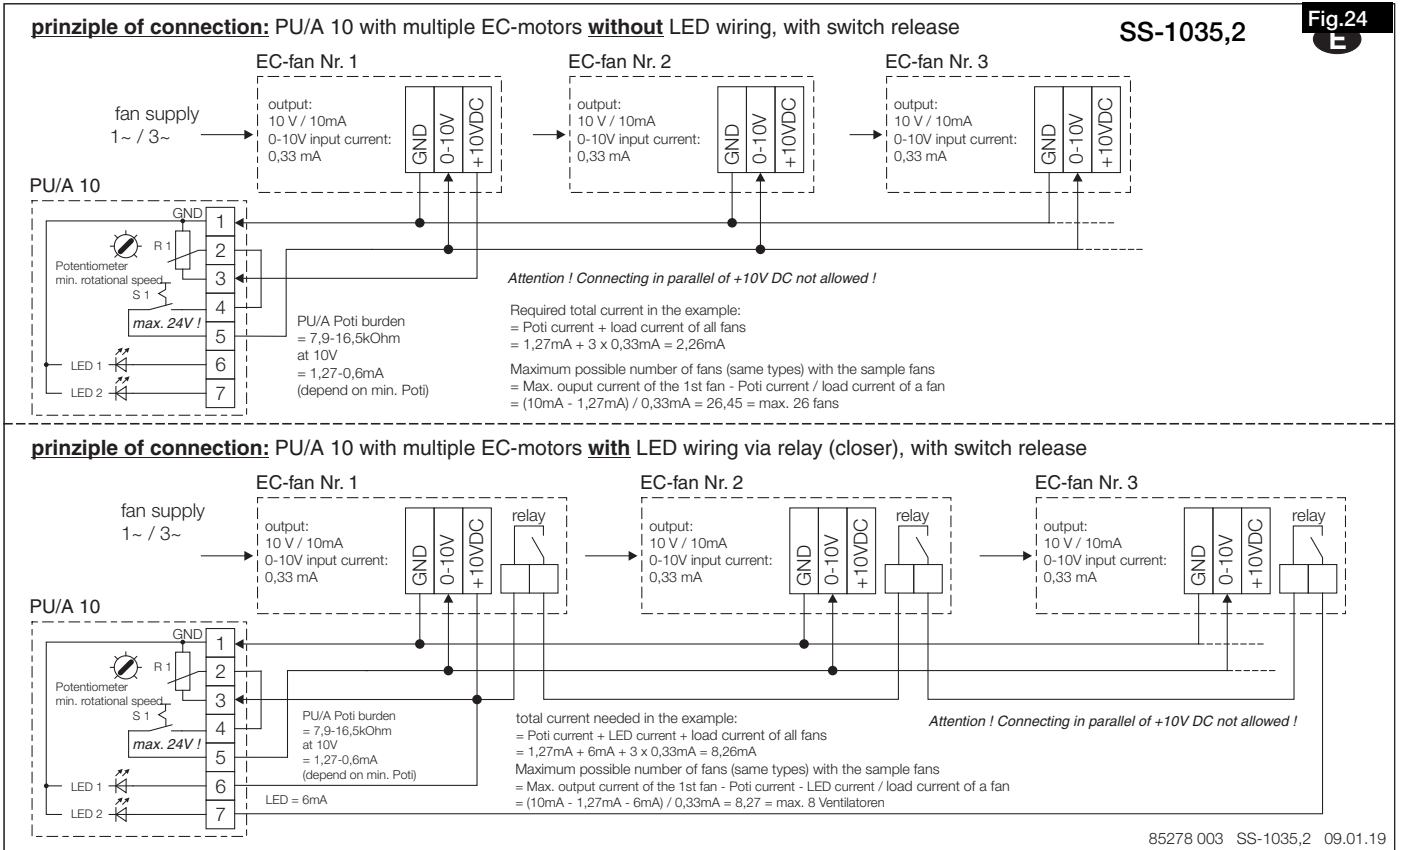 prinziple of connection: PU/A 10 with multiple EC-motors without LED wiring, with switch release
SS-1035,2
Fig.24
E
EC-fan Nr. 1
EC-fan Nr. 2
EC-fan Nr. 3
fan supply
1~ / 3~
output:
10 V / 10mA
0-10V input current:
0,33 mA
GND
0-10V
+10VDC
output:
10 V / 10mA
0-10V input current:
0,33 mA
GND
0-10V
+10VDC
output:
10 V / 10mA
0-10V input current:
0,33 mA
GND
0-10V
+10VDC
PU/A 10
GND
1
R 1
2
Potentiometer
min. rotational speed
3
S 1
4
max. 24V !
5
LED 1
6
LED 2
7
PU/A Poti burden
= 7,9-16,5kOhm
at 10V
= 1,27-0,6mA
(depend on min. Poti)
Attention ! Connecting in parallel of +10V DC not allowed !
Required total current in the example:
= Poti current + load current of all fans
= 1,27mA + 3 x 0,33mA = 2,26mA
Maximum possible number of fans (same types) with the sample fans
= Max. ouput current of the 1st fan - Poti current / load current of a fan
= (10mA - 1,27mA) / 0,33mA = 26,45 = max. 26 fans
prinziple of connection: PU/A 10 with multiple EC-motors with LED wiring via relay (closer), with switch release
EC-fan Nr. 1
EC-fan Nr. 2
EC-fan Nr. 3
fan supply
1~ / 3~
output:
10 V / 10mA
0-10V input current:
0,33 mA
GND
0-10V
+10VDC
relay
output:
10 V / 10mA
0-10V input current:
0,33 mA
GND
0-10V
+10VDC
relay
output:
10 V / 10mA
0-10V input current:
0,33 mA
GND
0-10V
+10VDC
relay
PU/A 10
GND
1
R 1
2
Potentiometer
min. rotational speed
3
S 1
4
max. 24V !
5
LED 1
6
LED 2
7
PU/A Poti burden
= 7,9-16,5kOhm
at 10V
= 1,27-0,6mA
(depend on min. Poti)
LED = 6mA
total current needed in the example:
= Poti current + LED current + load current of all fans
= 1,27mA + 6mA + 3 x 0,33mA = 8,26mA
Maximum possible number of fans (same types) with the sample fans
= Max. output current of the 1st fan - Poti current - LED current / load current of a fan
= (10mA - 1,27mA - 6mA) / 0,33mA = 8,27 = max. 8 Ventilatoren
Attention ! Connecting in parallel of +10V DC not allowed !
85278 003 SS-1035,2 09.01.19